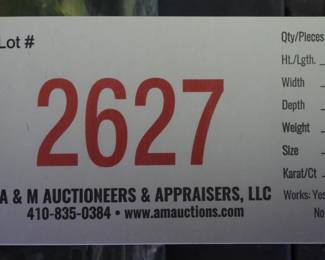 Lot #
2627
A & M AUCTIONEERS & APPRAISERS, LLC
410-835-0384 • www.amauctions.com
Qty/Pieces
Ht./Lgth.
Width
Depth
Weight
Size
Karat/Ct
Works: Yes
No